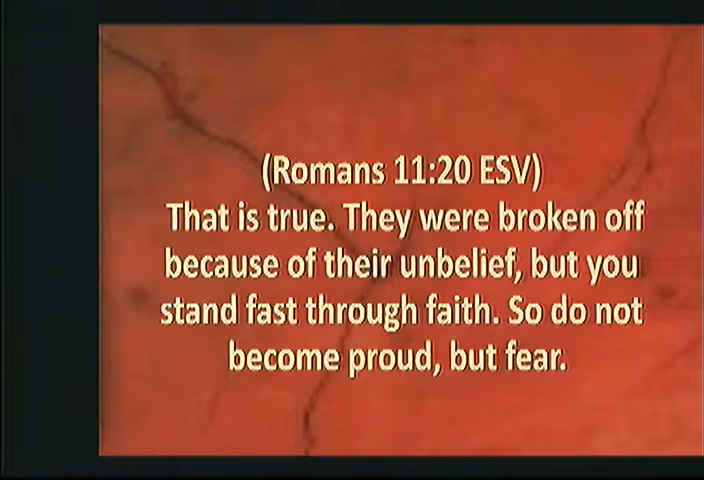 (Romans 11:20 ESV)
That is true. They were broken off
because of their unbelief, but you
stand fast through faith. So do not
become proud, but fear.